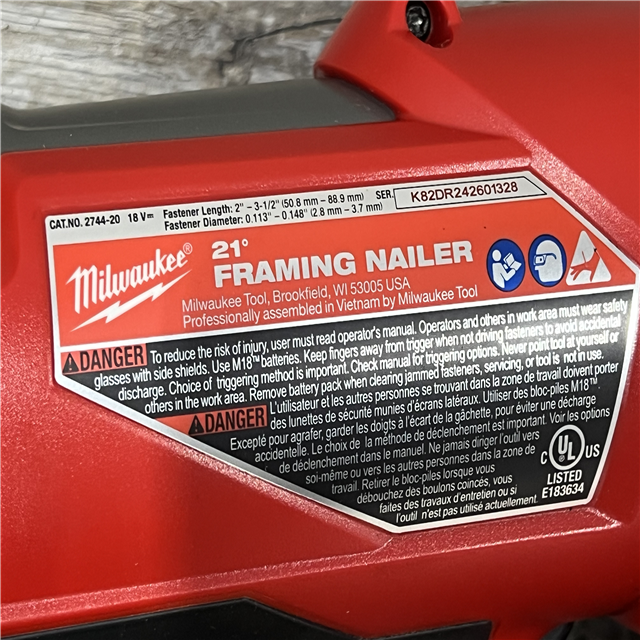 CAT.NO. 2744-20 18 V⎓ Fastener Length: 2" – 3-1/2" (50.8 mm – 88.9 mm) SER. K82DR242601328
Fastener Diameter: 0.113" – 0.148" (2.8 mm – 3.7 mm)
Milwaukee®
21°
FRAMING NAILER
Milwaukee Tool, Brookfield, WI 53005 USA
Professionally assembled in Vietnam by Milwaukee Tool
DANGER To reduce the risk of injury, user must read operator's manual. Operators and others in work area must wear safety
glasses with side shields. Use M18™ batteries. Keep fingers away from trigger when not driving fasteners to avoid accidental
discharge. Choice of triggering method is important. Check manual for triggering options. Never point tool at yourself or
others in the work area. Remove battery pack when clearing jammed fasteners, servicing, or tool is not in use.
DANGER L'utilisateur et les autres personnes se trouvant dans la zone de travail doivent porter
des lunettes de sécurité munies d'écrans latéraux. Utiliser des bloc-piles M18™.
Excepté pour agrafer, garder les doigts à l'écart de la gâchette, pour éviter une décharge
accidentelle. Le choix de la méthode de déclenchement est important. Voir les options
de déclenchement dans le manuel. Ne jamais diriger l'outil vers
soi-même ou vers les autres personnes dans la zone de
travail. Retirer le bloc-piles lorsque vous
débouchez des boulons coincés, vous
faites des travaux d'entretien ou si
l'outil n'est pas en train d'être utilisé.
C UL US
LISTED
E183634